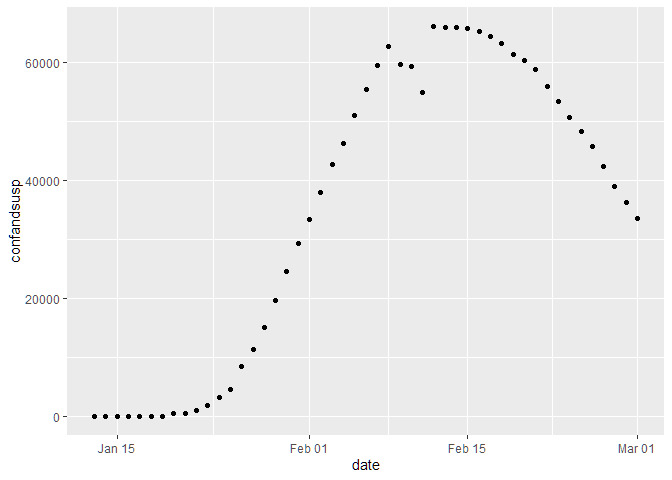 confandsusp
60000
40000
20000
0
Jan 15
Feb 01
Feb 15
Mar 01
date